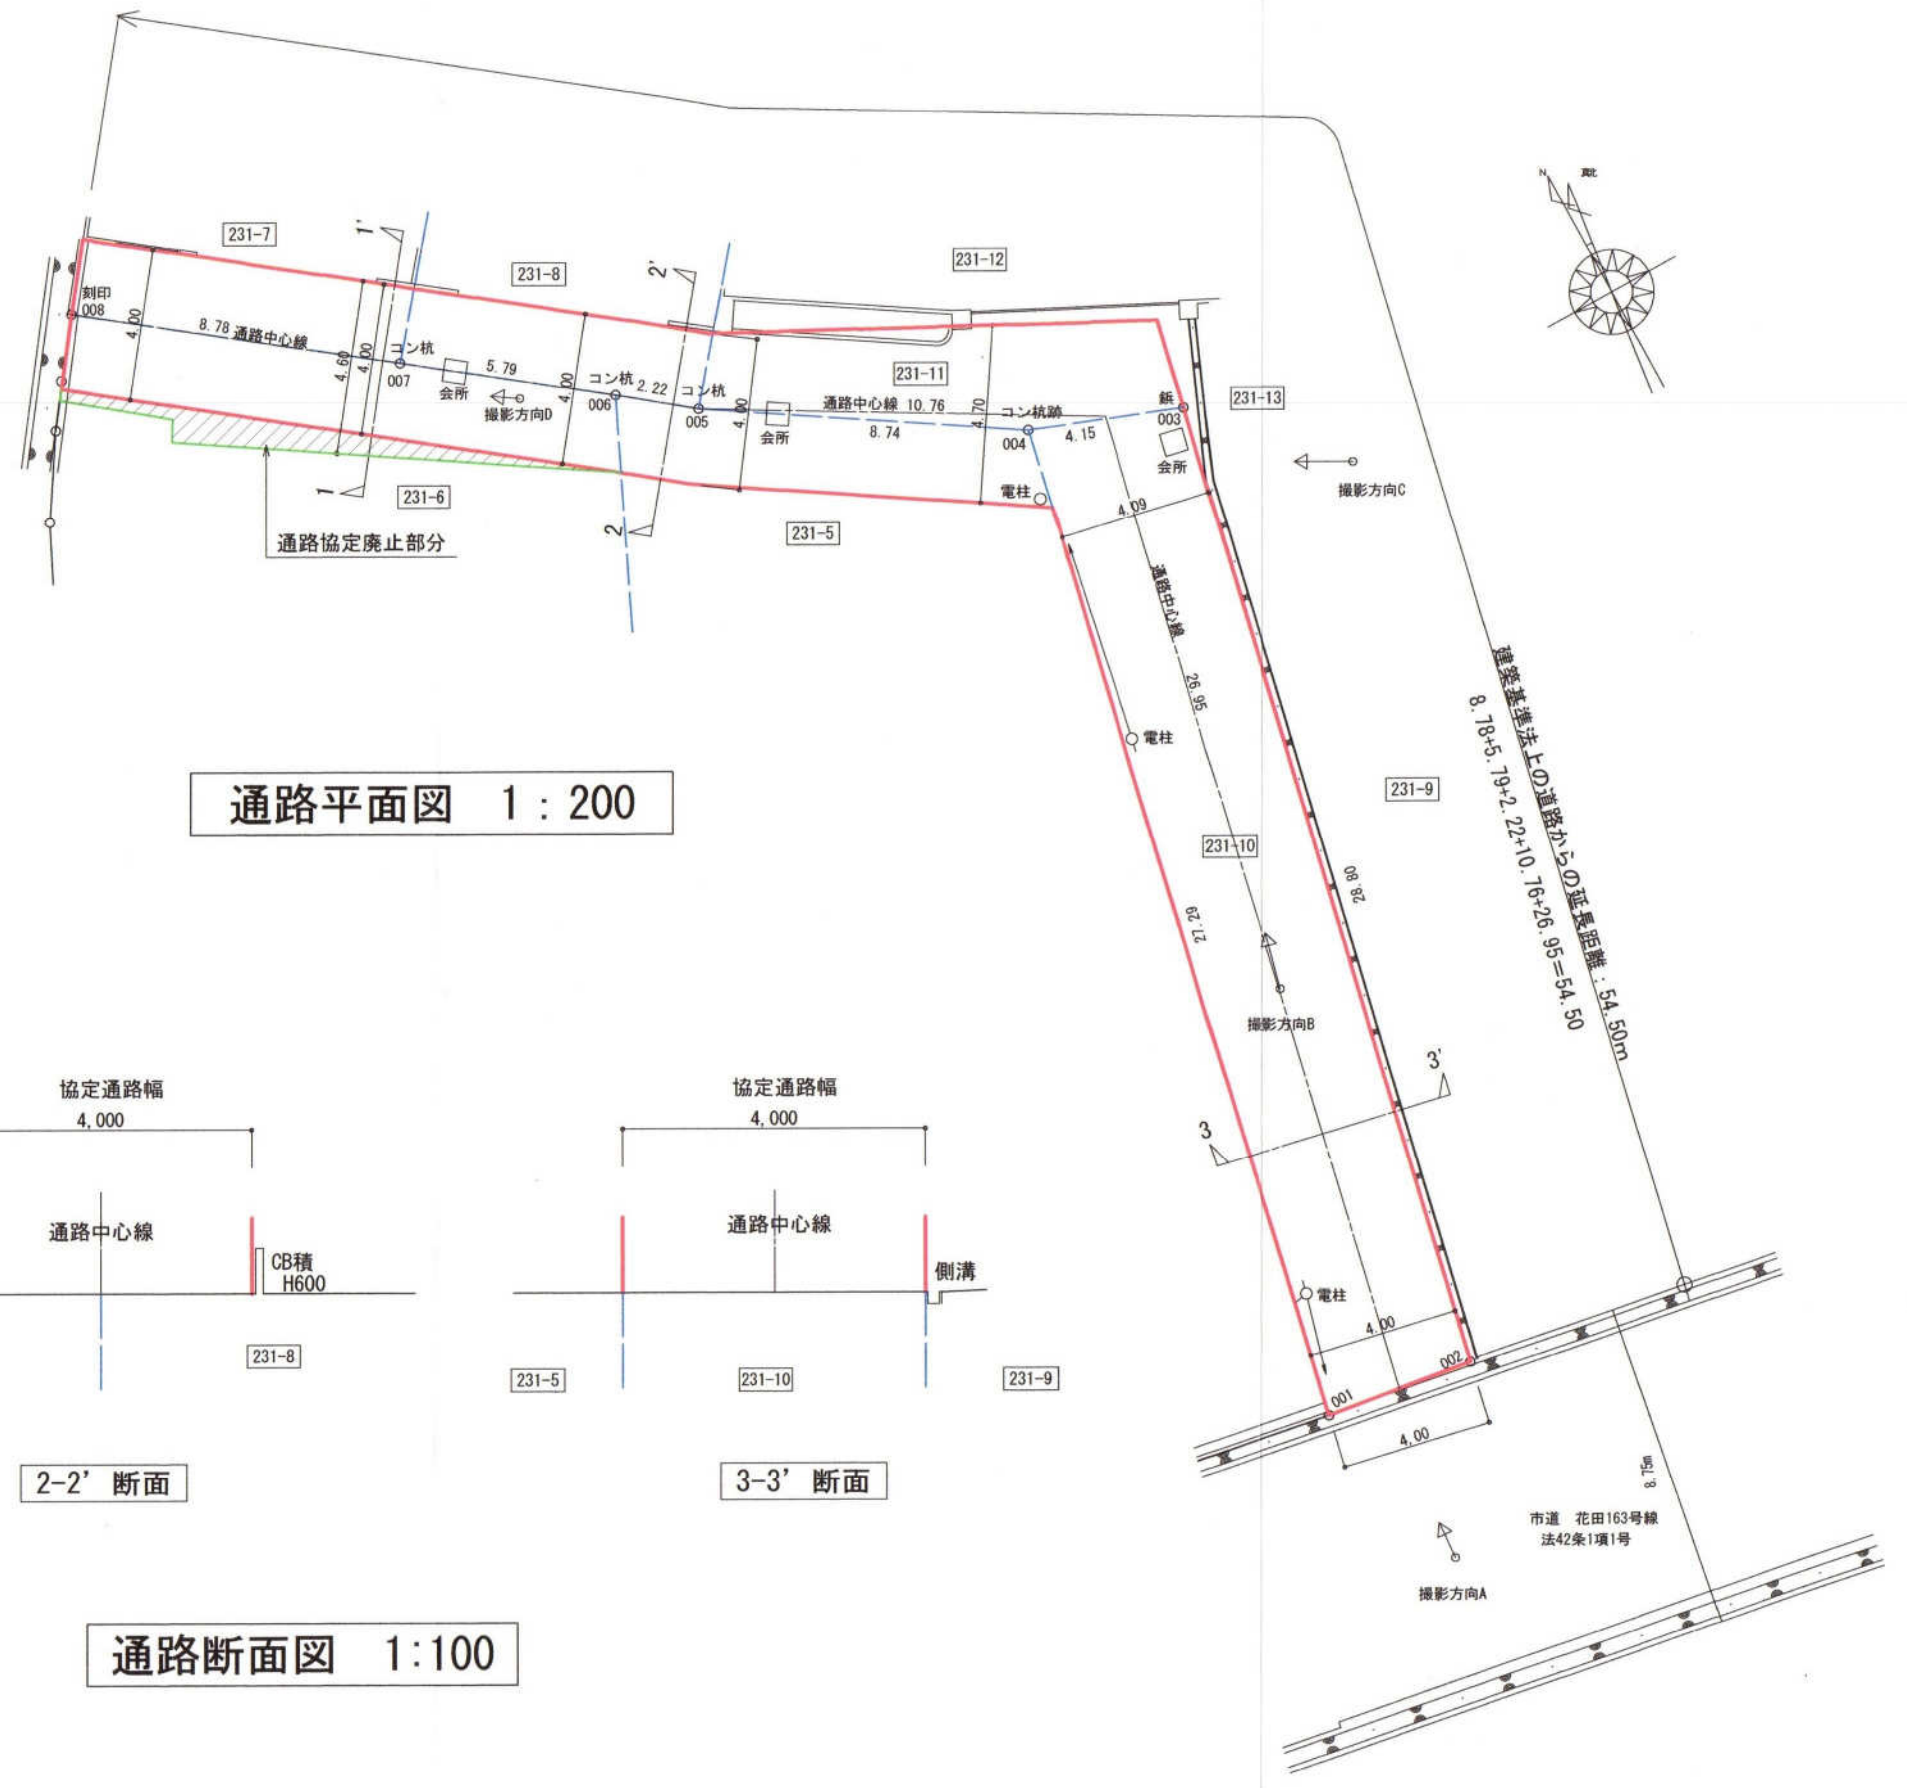 N 真北
231-7
1'
231-8
2'
231-12
刻印
008
4.00
8.78 通路中心線
4.60
4.00
コン杭
007
会所
5.79
撮影方向D
4.00
コン杭
006
2.22
コン杭
005
4.00
会所
231-11
通路中心線 10.76
8.74
4.70
コン杭跡
004
4.15
鋲
003
会所
231-13
撮影方向C
1
231-6
2
231-5
電柱
4.09
通路協定廃止部分
通路中心線
26.95
電柱
通路平面図 1:200
231-10
231-9
27.29
28.80
建築基準法上の道路からの延長距離:54.50m
8.78+5.79+2.22+10.76+26.95=54.50
撮影方向B
3'
3
電柱
4.00
002
001
4.00
8.75m
市道 花田163号線
法42条1項1号
撮影方向A
協定通路幅
4,000
通路中心線
CB積
H600
231-8
2-2' 断面
協定通路幅
4,000
通路中心線
側溝
231-5
231-10
231-9
3-3' 断面
通路断面図 1:100